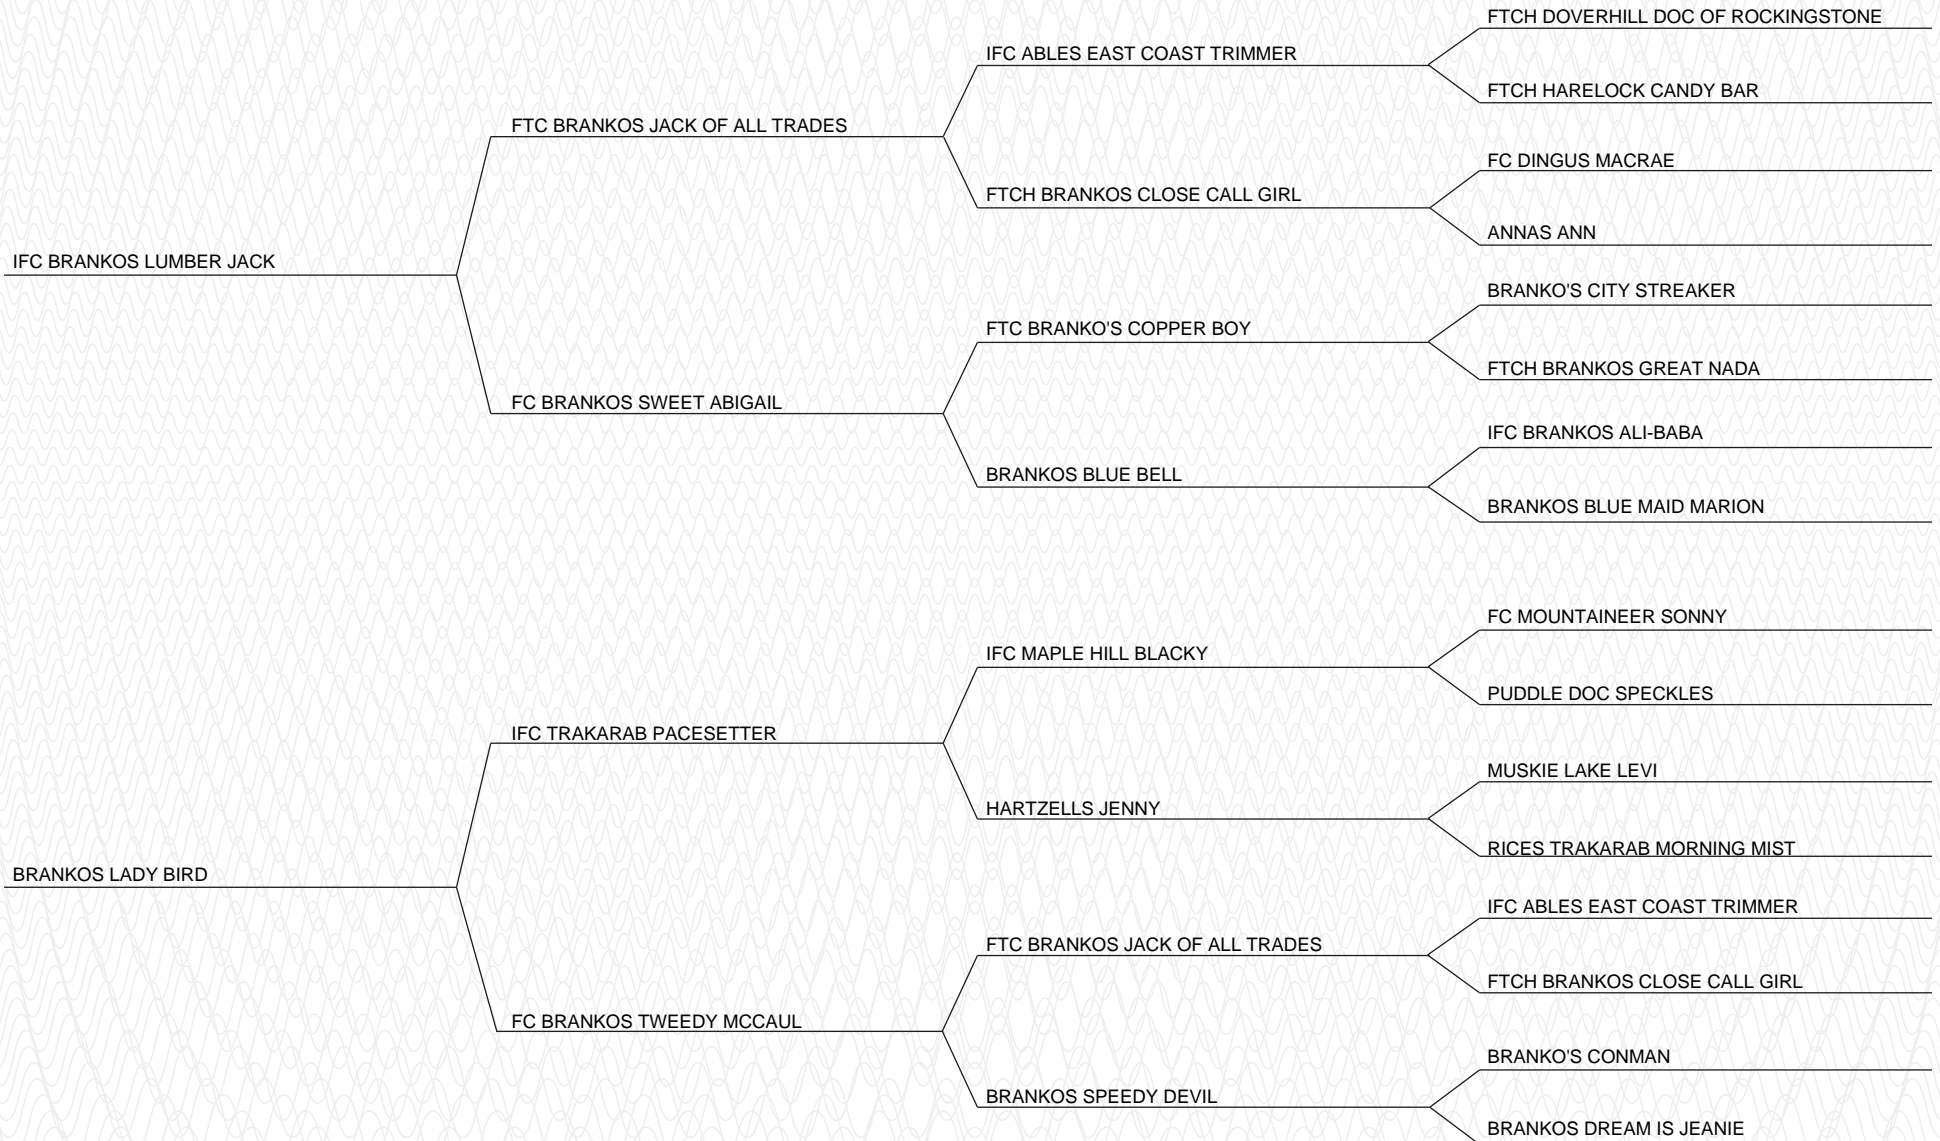 FTCH DOVERHILL DOC OF ROCKINGSTONE
IFC ABLES EAST COAST TRIMMER
FTCH HARELOCK CANDY BAR
FTC BRANKOS JACK OF ALL TRADES
FC DINGUS MACRAE
FTCH BRANKOS CLOSE CALL GIRL
ANNAS ANN
IFC BRANKOS LUMBER JACK
BRANKO'S CITY STREAKER
FTC BRANKO'S COPPER BOY
FTCH BRANKOS GREAT NADA
FC BRANKOS SWEET ABIGAIL
IFC BRANKOS ALI-BABA
BRANKOS BLUE BELL
BRANKOS BLUE MAID MARION
FC MOUNTAINEER SONNY
IFC MAPLE HILL BLACKY
PUDDLE DOC SPECKLES
IFC TRAKARAB PACESETTER
MUSKIE LAKE LEVI
HARTZELLS JENNY
RICES TRAKARAB MORNING MIST
BRANKOS LADY BIRD
IFC ABLES EAST COAST TRIMMER
FTC BRANKOS JACK OF ALL TRADES
FTCH BRANKOS CLOSE CALL GIRL
FC BRANKOS TWEEDY MCCAUL
BRANKO'S CONMAN
BRANKOS SPEEDY DEVIL
BRANKOS DREAM IS JEANIE